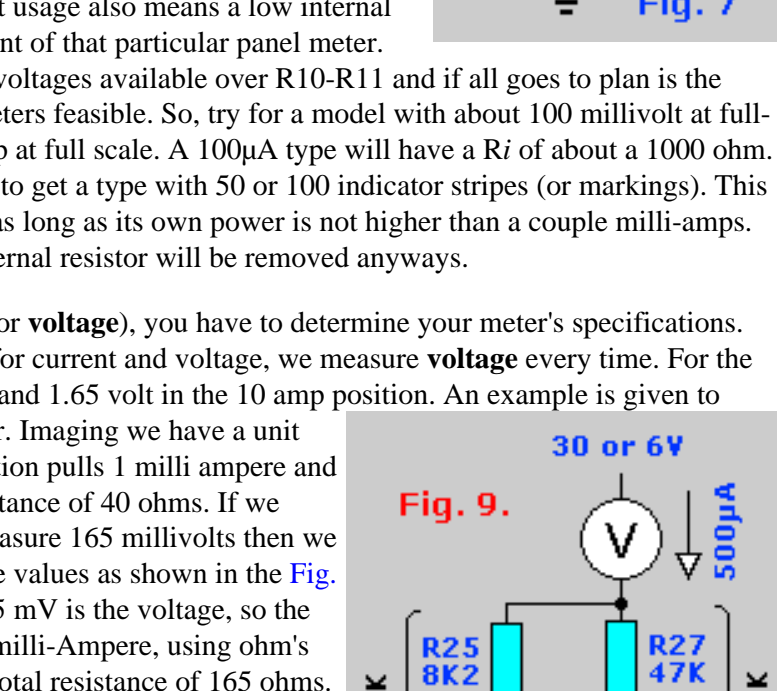 t usage also means a low internal
nt of that particular panel meter.
Fig. 7
voltages available over R10-R11 and if all goes to plan is the
eters feasible. So, try for a model with about 100 millivolt at full-
p at full scale. A 100µA type will have a Ri of about a 1000 ohm.
to get a type with 50 or 100 indicator stripes (or markings). This
as long as its own power is not higher than a couple milli-amps.
ernal resistor will be removed anyways.
or voltage), you have to determine your meter's specifications.
for current and voltage, we measure voltage every time. For the
and 1.65 volt in the 10 amp position. An example is given to
r. Imaging we have a unit
tion pulls 1 milli ampere and
stance of 40 ohms. If we
easure 165 millivolts then we
e values as shown in the Fig.
5 mV is the voltage, so the
milli-Ampere, using ohm's
otal resistance of 165 ohms.
30 or 6V
Fig. 9.
V
500µA
R25
8K2
R27
47K
K
K